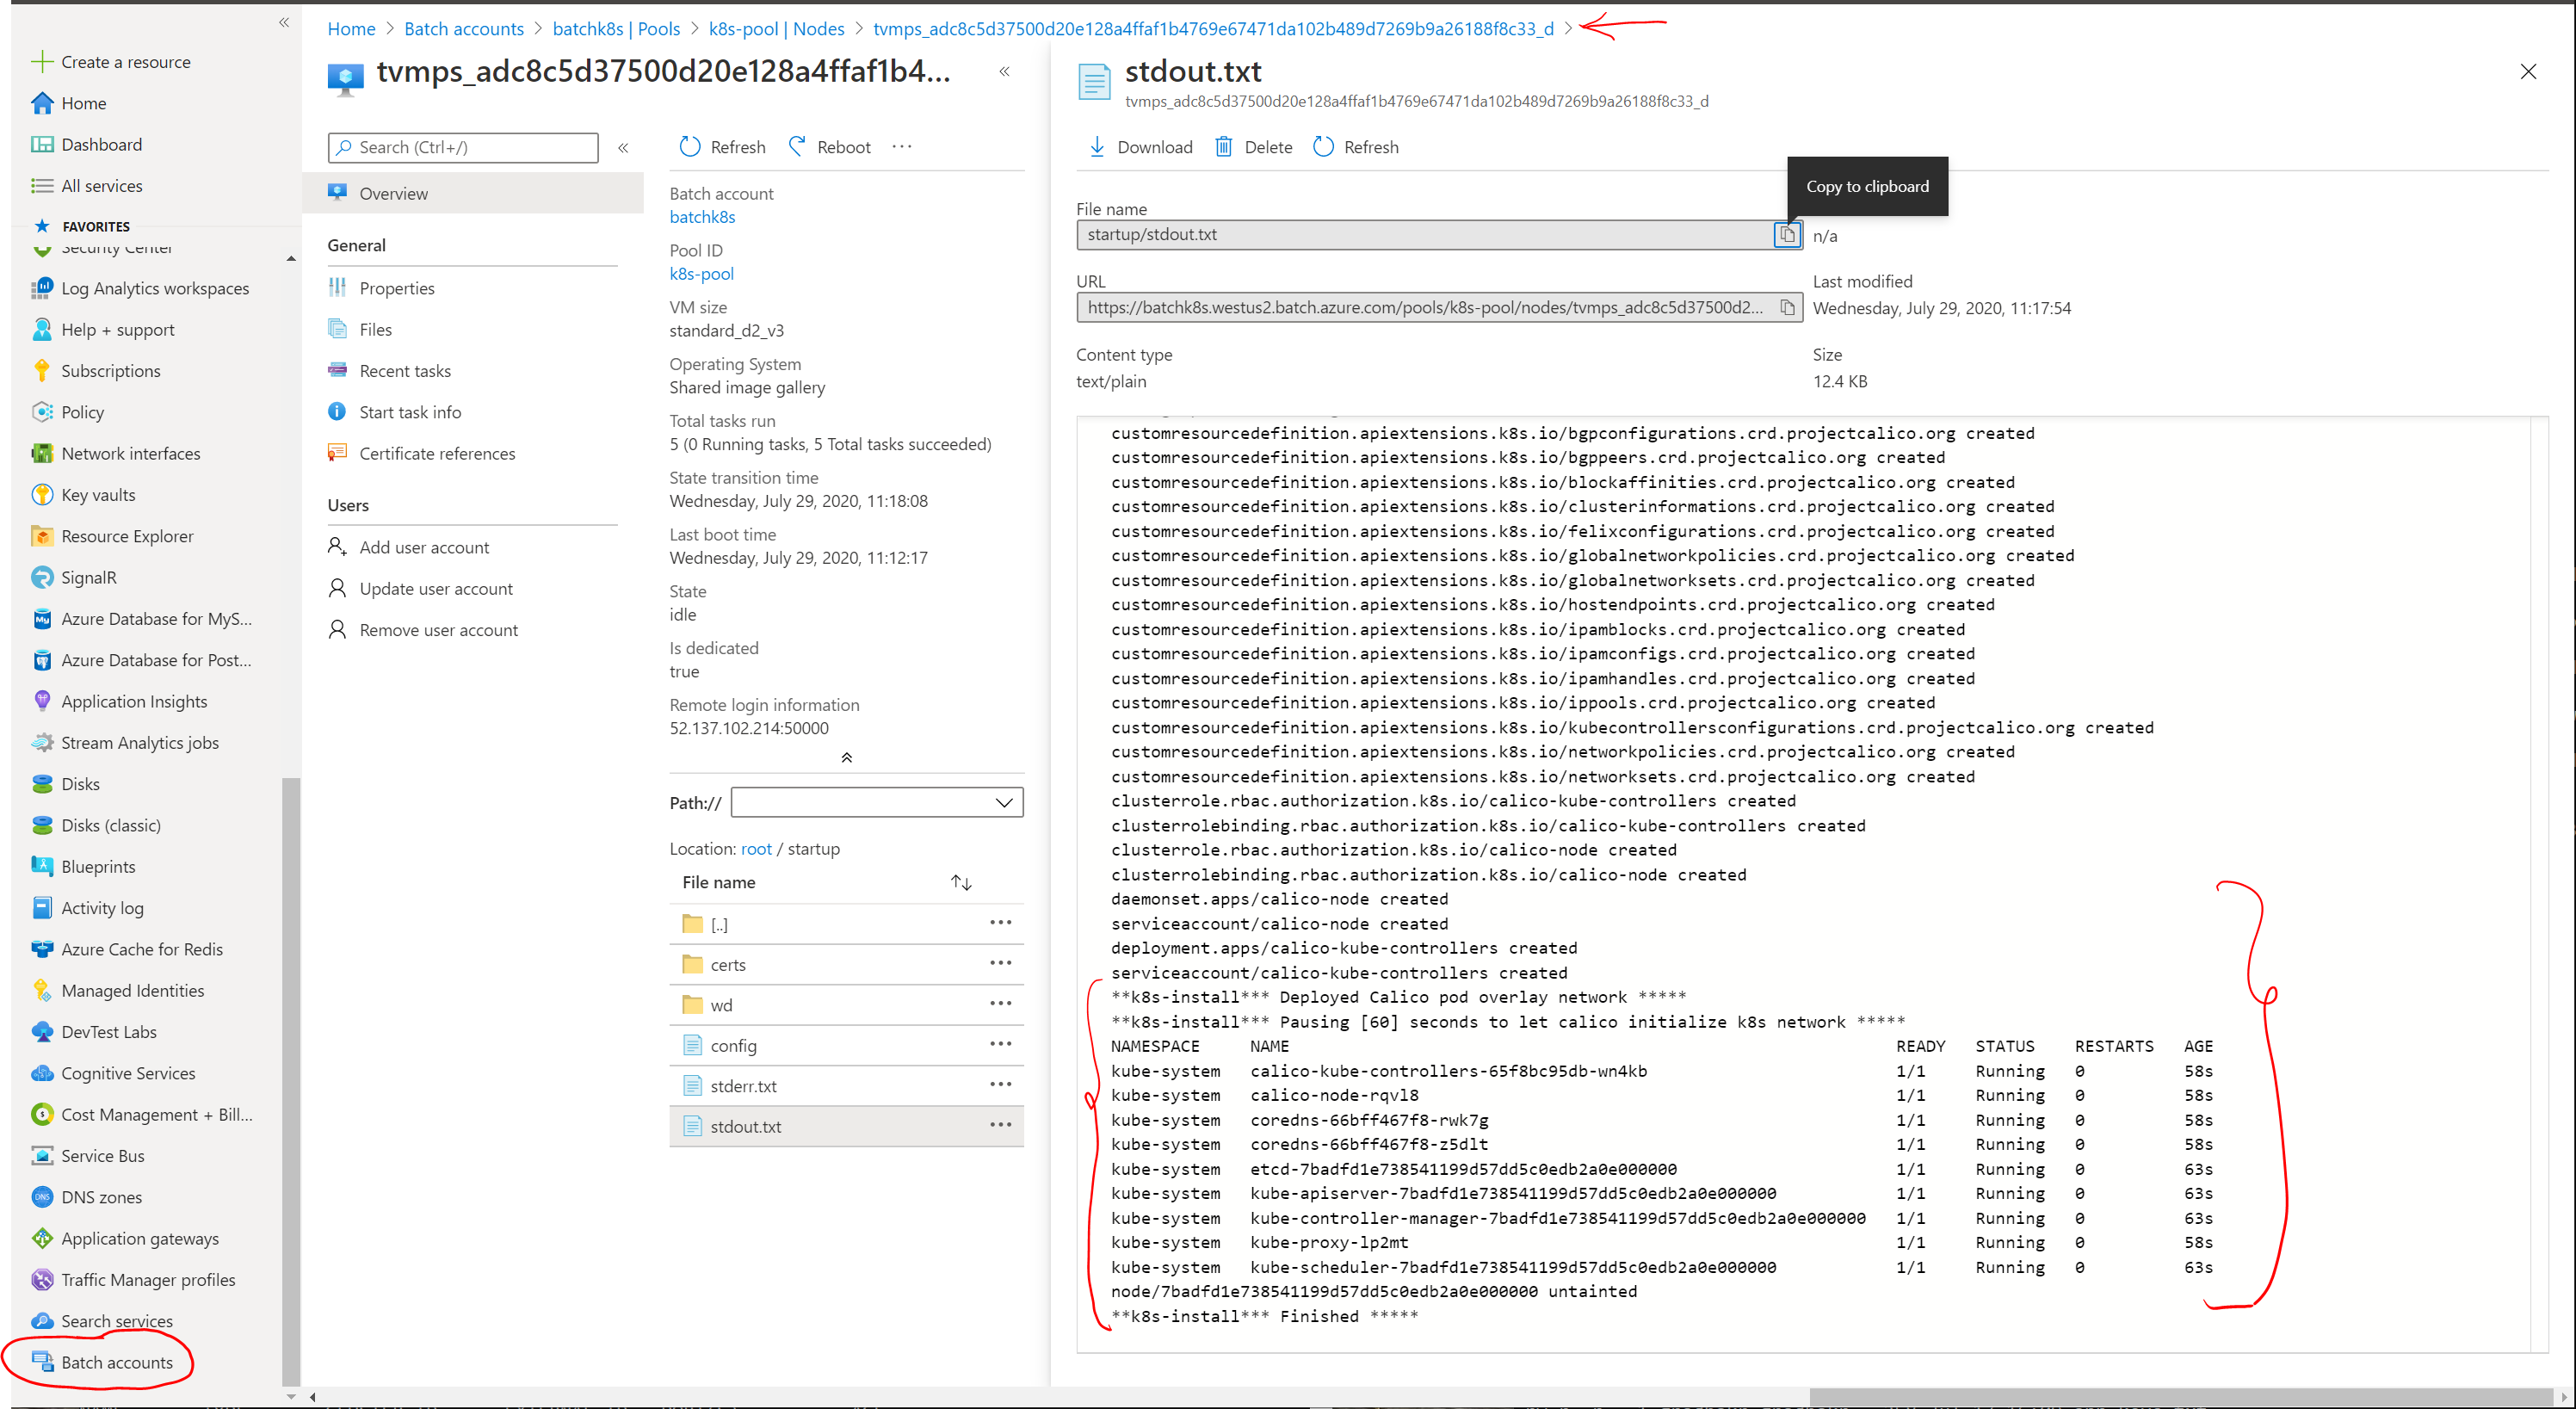 Home > Batch accounts > batchk8s | Pools > k8s-pool | Nodes > tvmps_adc8c5d37500d20e128a4ffaf1b4769e67471da102b489d7269b9a26188f8c33_d >
Create a resource
Home
Dashboard
All services
FAVORITES
Security Center
Log Analytics workspaces
Help + support
Subscriptions
Policy
Network interfaces
Key vaults
Resource Explorer
SignalR
Azure Database for MyS...
Azure Database for Post...
Application Insights
Stream Analytics jobs
Disks
Disks (classic)
Blueprints
Activity log
Azure Cache for Redis
Managed Identities
DevTest Labs
Cognitive Services
Cost Management + Bill...
Service Bus
DNS zones
Application gateways
Traffic Manager profiles
Search services
Batch accounts
tvmps_adc8c5d37500d20e128a4ffaf1b4...
Search (Ctrl+/)
Overview
General
Properties
Files
Recent tasks
Start task info
Certificate references
Users
Add user account
Update user account
Remove user account
Refresh Reboot ...
Batch account
batchk8s
Pool ID
k8s-pool
VM size
standard_d2_v3
Operating System
Shared image gallery
Total tasks run
5 (0 Running tasks, 5 Total tasks succeeded)
State transition time
Wednesday, July 29, 2020, 11:18:08
Last boot time
Wednesday, July 29, 2020, 11:12:17
State
idle
Is dedicated
true
Remote login information
52.137.102.214:50000
Path://
Location: root / startup
File name
[..]
certs
wd
config
stderr.txt
stdout.txt
stdout.txt
tvmps_adc8c5d37500d20e128a4ffaf1b4769e67471da102b489d7269b9a26188f8c33_d
Download Delete Refresh
Copy to clipboard
File name
startup/stdout.txt
n/a
URL
https://batchk8s.westus2.batch.azure.com/pools/k8s-pool/nodes/tvmps_adc8c5d37500d2...
Last modified
Wednesday, July 29, 2020, 11:17:54
Content type
text/plain
Size
12.4 KB
customresourcedefinition.apiextensions.k8s.io/bgpconfigurations.crd.projectcalico.org created
customresourcedefinition.apiextensions.k8s.io/bgppeers.crd.projectcalico.org created
customresourcedefinition.apiextensions.k8s.io/blockaffinities.crd.projectcalico.org created
customresourcedefinition.apiextensions.k8s.io/clusterinformations.crd.projectcalico.org created
customresourcedefinition.apiextensions.k8s.io/felixconfigurations.crd.projectcalico.org created
customresourcedefinition.apiextensions.k8s.io/globalnetworkpolicies.crd.projectcalico.org created
customresourcedefinition.apiextensions.k8s.io/globalnetworksets.crd.projectcalico.org created
customresourcedefinition.apiextensions.k8s.io/hostendpoints.crd.projectcalico.org created
customresourcedefinition.apiextensions.k8s.io/ipamblocks.crd.projectcalico.org created
customresourcedefinition.apiextensions.k8s.io/ipamconfigs.crd.projectcalico.org created
customresourcedefinition.apiextensions.k8s.io/ipamhandles.crd.projectcalico.org created
customresourcedefinition.apiextensions.k8s.io/ippools.crd.projectcalico.org created
customresourcedefinition.apiextensions.k8s.io/kubecontrollersconfigurations.crd.projectcalico.org created
customresourcedefinition.apiextensions.k8s.io/networkpolicies.crd.projectcalico.org created
customresourcedefinition.apiextensions.k8s.io/networksets.crd.projectcalico.org created
clusterrole.rbac.authorization.k8s.io/calico-kube-controllers created
clusterrolebinding.rbac.authorization.k8s.io/calico-kube-controllers created
clusterrole.rbac.authorization.k8s.io/calico-node created
clusterrolebinding.rbac.authorization.k8s.io/calico-node created
daemonset.apps/calico-node created
serviceaccount/calico-node created
deployment.apps/calico-kube-controllers created
serviceaccount/calico-kube-controllers created
**k8s-install*** Deployed Calico pod overlay network *****
**k8s-install*** Pausing [60] seconds to let calico initialize k8s network *****
NAMESPACE NAME READY STATUS RESTARTS AGE
kube-system calico-kube-controllers-65f8bc95db-wn4kb 1/1 Running 0 58s
kube-system calico-node-rqvl8 1/1 Running 0 58s
kube-system coredns-66bff467f8-rwk7g 1/1 Running 0 58s
kube-system coredns-66bff467f8-z5dlt 1/1 Running 0 58s
kube-system etcd-7badfd1e738541199d57dd5c0edb2a0e000000 1/1 Running 0 63s
kube-system kube-apiserver-7badfd1e738541199d57dd5c0edb2a0e000000 1/1 Running 0 63s
kube-system kube-controller-manager-7badfd1e738541199d57dd5c0edb2a0e000000 1/1 Running 0 63s
kube-system kube-proxy-lp2mt 1/1 Running 0 58s
kube-system kube-scheduler-7badfd1e738541199d57dd5c0edb2a0e000000 1/1 Running 0 63s
node/7badfd1e738541199d57dd5c0edb2a0e000000 untainted
**k8s-install*** Finished *****